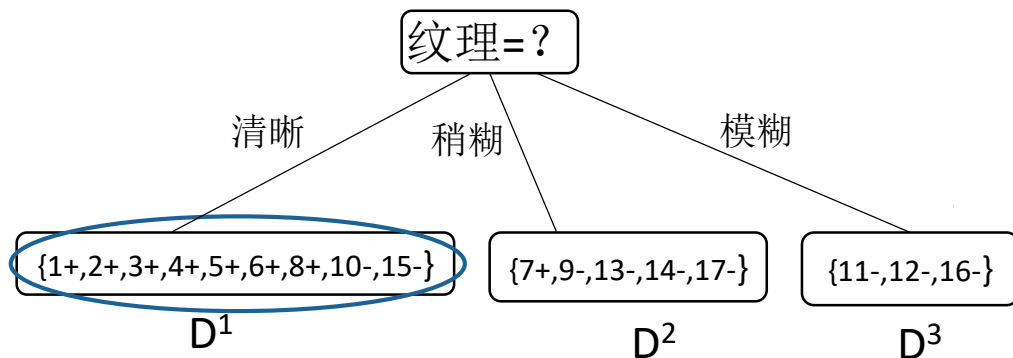 纹理=？
清晰
稍糊
模糊
{1+,2+,3+,4+,5+,6+,8+,10-,15-}
{7+,9-,13-,14-,17-}
{11-,12-,16-}
D¹
D²
D³